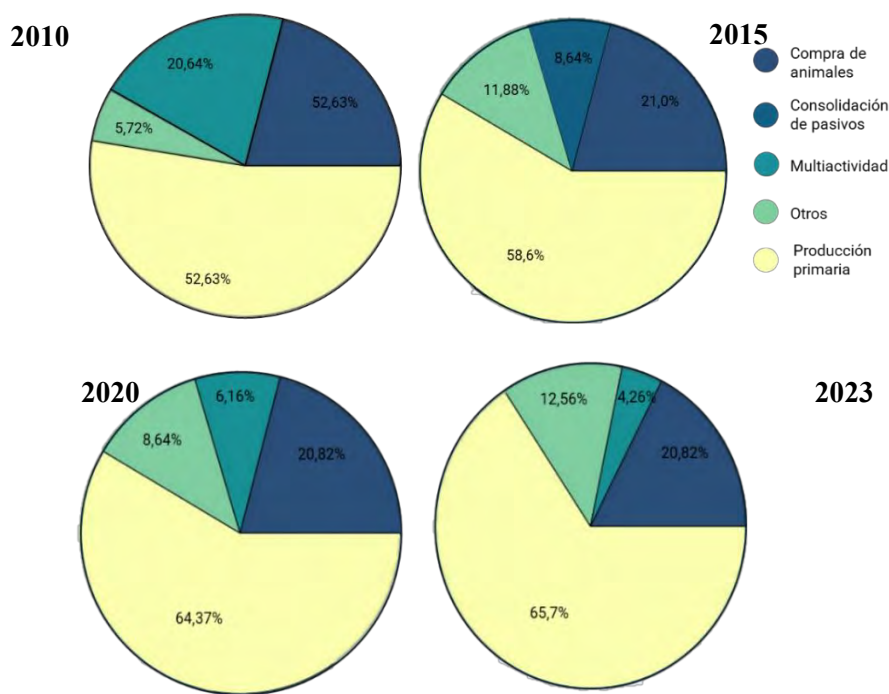 2010
20,64%
52,63%
5,72%
52,63%
2015
8,64%
11,88%
21,0%
58,6%
Compra de
animales
Consolidación
de pasivos
Multiactividad
Otros
Producción
primaria
2020
6,16%
8,64%
20,82%
64,37%
2023
12,56%
4,26%
20,82%
65,7%